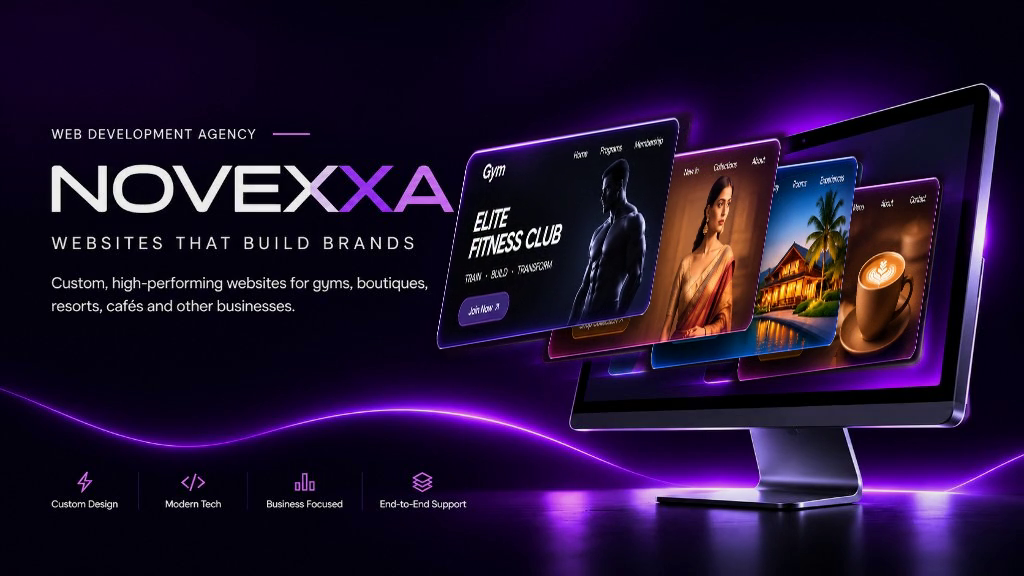 WEB DEVELOPMENT AGENCY
NOVEXXA
WEBSITES THAT BUILD BRANDS
Custom, high-performing websites for gyms, boutiques,
resorts, cafés and other businesses.
Gym
Home Programs Membership
ELITE
FITNESS CLUB
TRAIN · BUILD · TRANSFORM
Join Now ↗
New In Collections About
Rooms Experiences
About Contact
Custom Design
Modern Tech
Business Focused
End-to-End Support